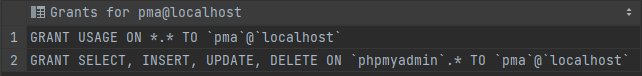 Grants for pma@localhost
1 GRANT USAGE ON *.* TO `pma`@`localhost`
2 GRANT SELECT, INSERT, UPDATE, DELETE ON `phpmyadmin`.* TO `pma`@`localhost`